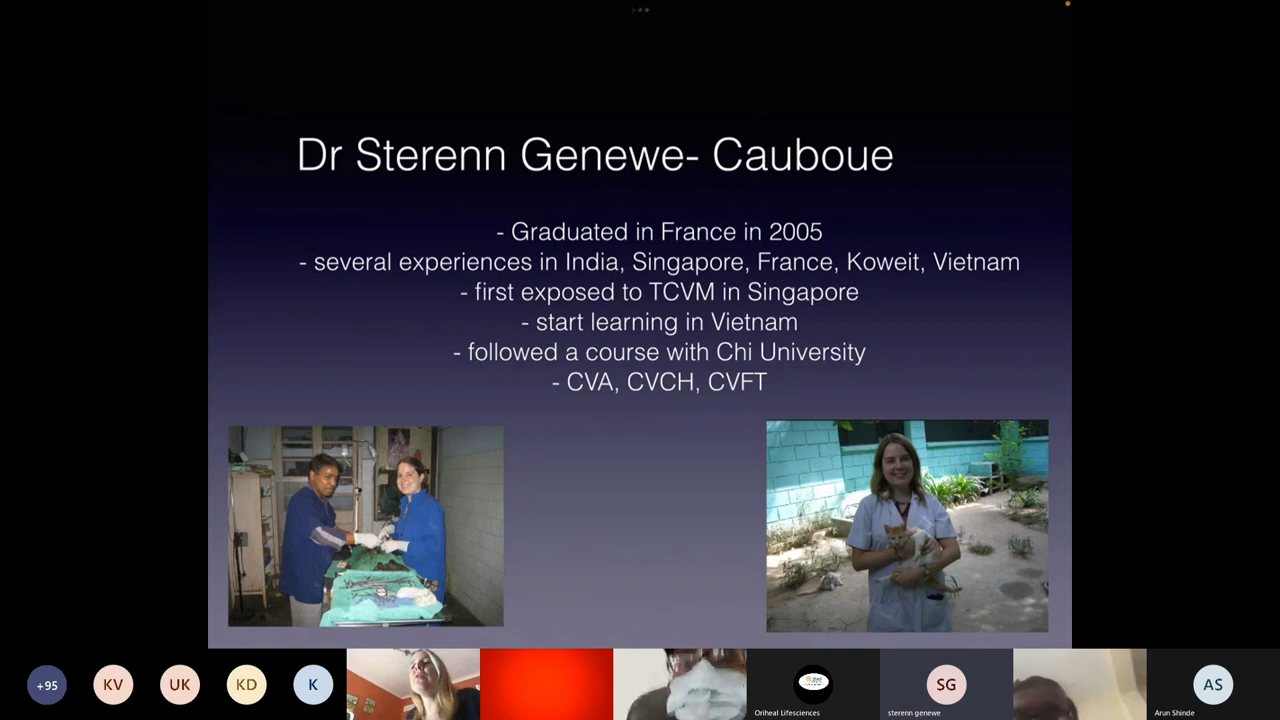 Dr Sterenn Genewe- Cauboue
- Graduated in France in 2005
- several experiences in India, Singapore, France, Koweit, Vietnam
- first exposed to TCVM in Singapore
- start learning in Vietnam
- followed a course with Chi University
- CVA, CVCH, CVFT
+95
KV
UK
KD
K
Oriheal Lifesciences
SG
sterenn genewe
AS
Arun Shinde